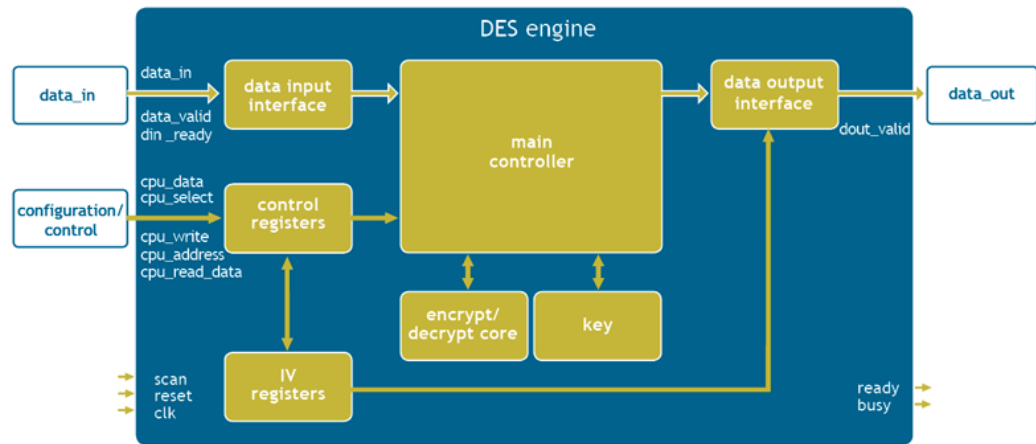 DES engine
data_in
data_in
data_valid
din _ready
data input
interface
main
controller
data output
interface
dout_valid
data_out
configuration/
control
cpu_data
cpu_select
cpu_write
cpu_address
cpu_read_data
control
registers
encrypt/
decrypt core
key
IV
registers
scan
reset
clk
ready
busy